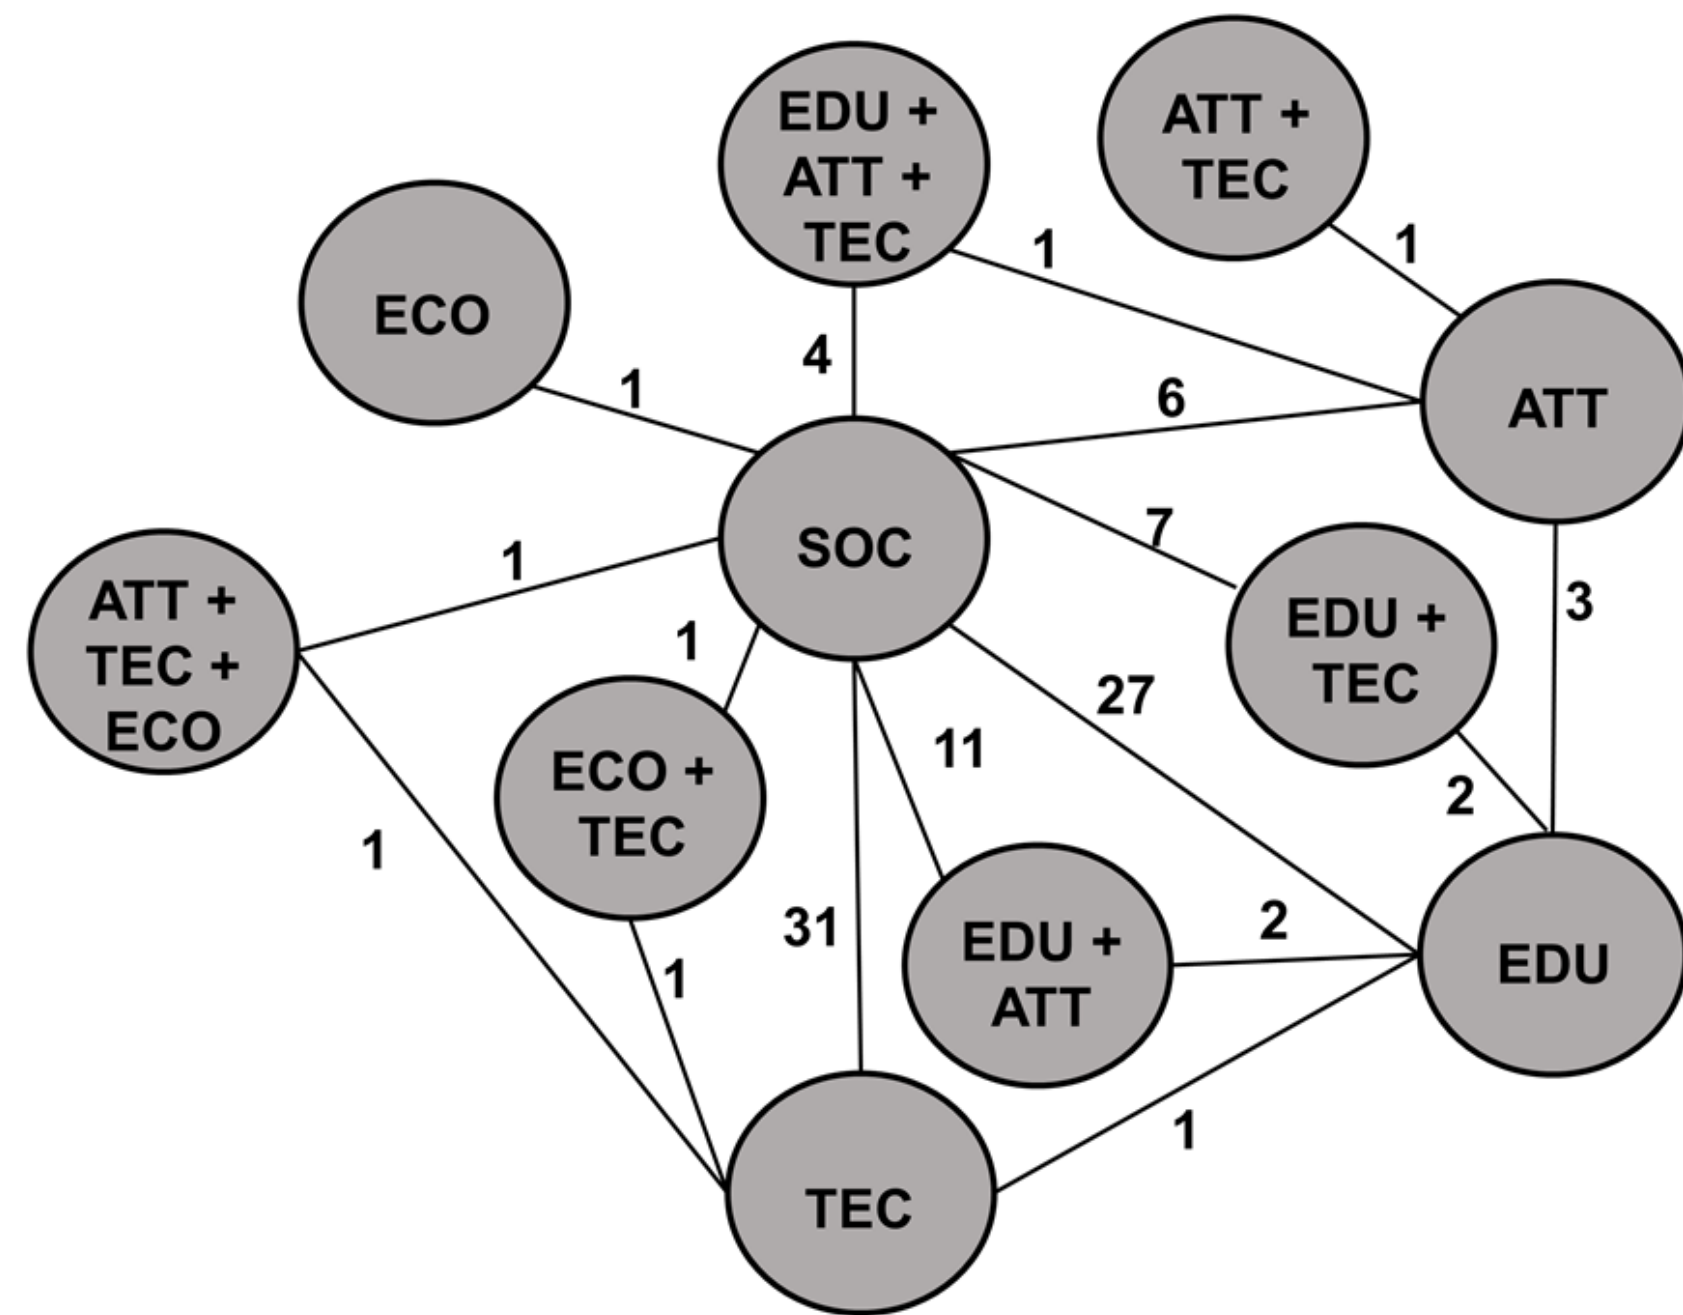 EDU +
ATT +
TEC
ATT +
TEC
1
1
ECO
4
1
6
ATT
SOC
7
1
3
ATT +
TEC +
ECO
1
EDU +
TEC
27
11
ECO +
TEC
2
1
31
2
EDU +
ATT
EDU
1
1
TEC